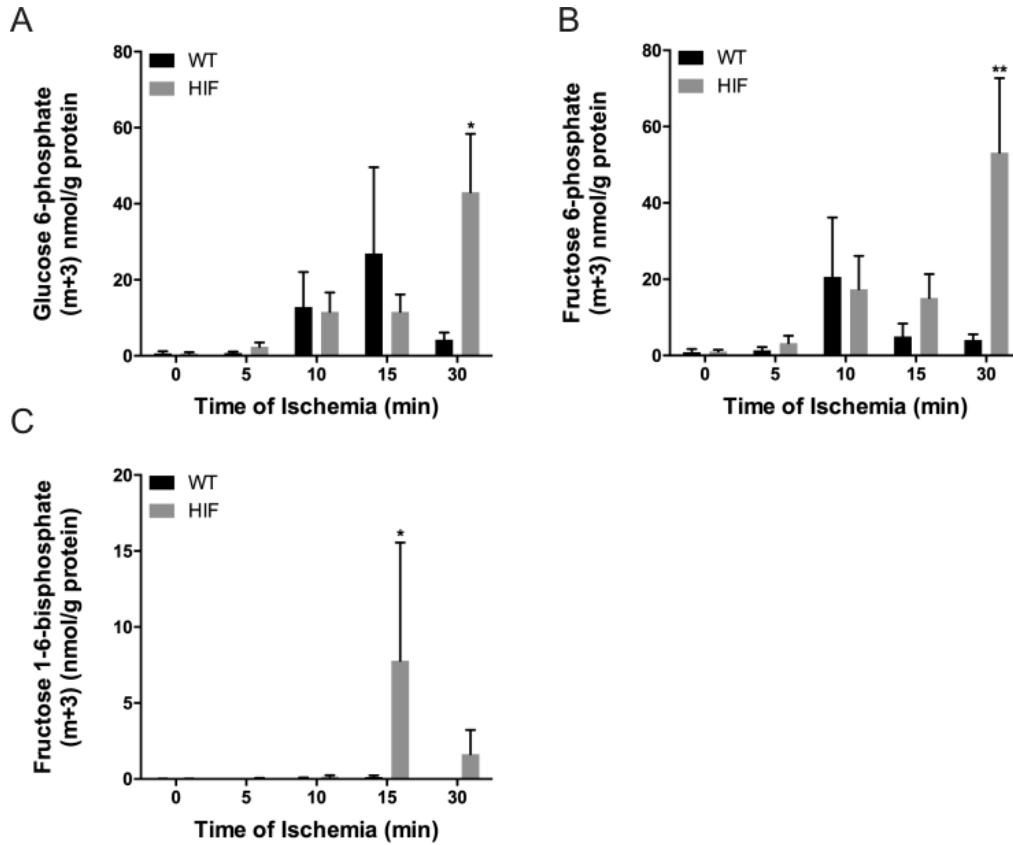 A
80
60
40
20
0
Glucose 6-phosphate
(m+3) nmol/g protein
WT
HIF
*
0 5 10 15 30
Time of Ischemia (min)
B
80
60
40
20
0
Fructose 6-phosphate
(m+3) nmol/g protein
WT
HIF
**
0 5 10 15 30
Time of Ischemia (min)
C
20
15
10
5
0
Fructose 1-6-bisphosphate
(m+3) (nmol/g protein)
WT
HIF
*
0 5 10 15 30
Time of Ischemia (min)